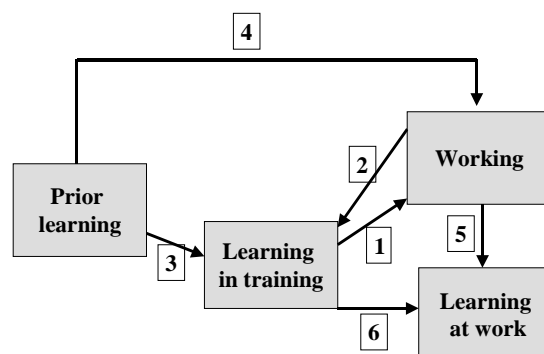 4
2
Working
Prior
learning
3
Learning
in training
1
5
6
Learning
at work